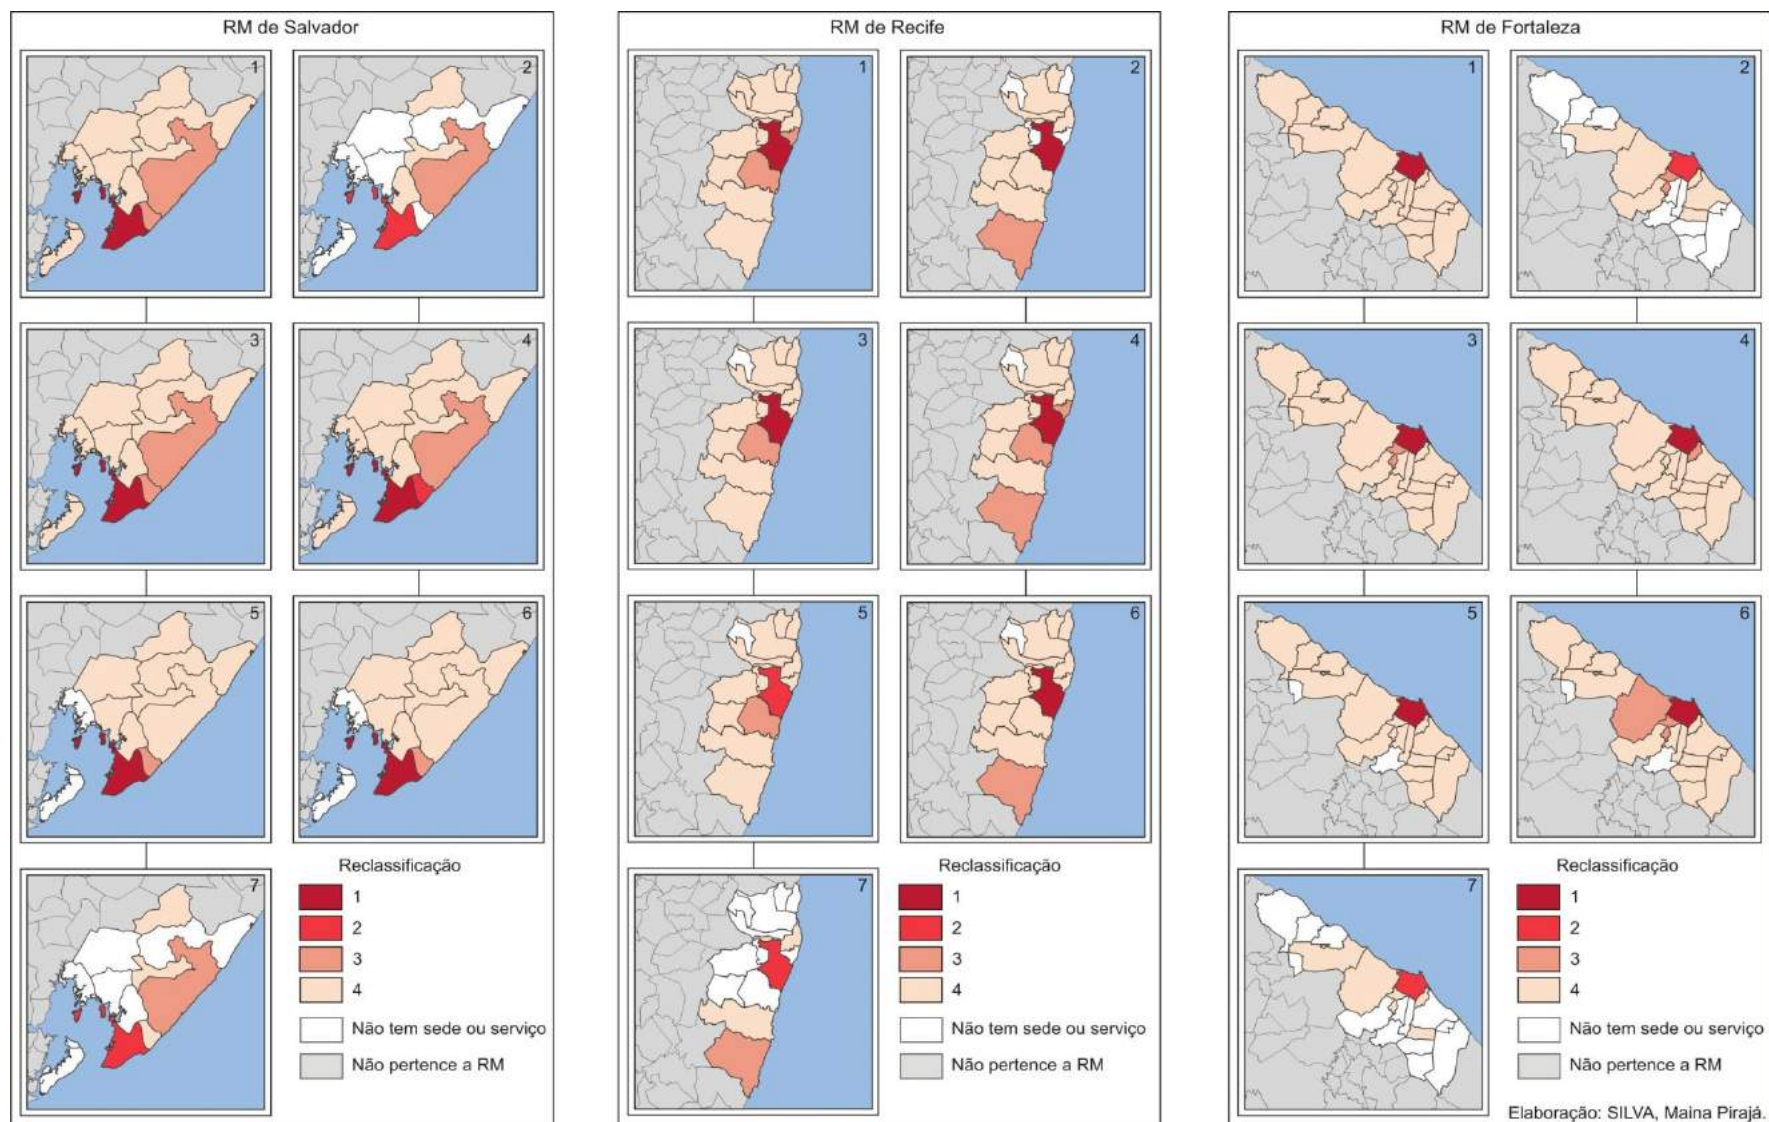 RM de Salvador
1
2
3
4
5
6
7
Reclassificação
1
2
3
4
Não tem sede ou serviço
Não pertence a RM
RM de Recife
1
2
3
4
5
6
7
Reclassificação
1
2
3
4
Não tem sede ou serviço
Não pertence a RM
RM de Fortaleza
1
2
3
4
5
6
7
Reclassificação
1
2
3
4
Não tem sede ou serviço
Não pertence a RM
Elaboração: SILVA, Maina Pirajá.